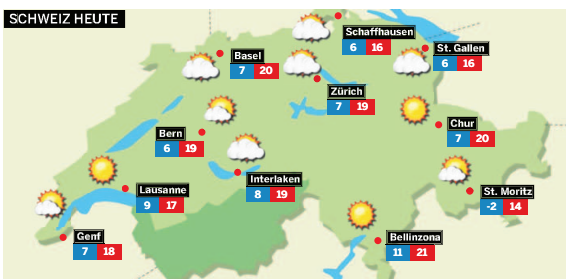 SCHWEIZ HEUTE
Schaffhausen
6 16
Basel
7 20
St. Gallen
6 16
Zürich
7 19
Chur
7 20
Bern
6 19
Interlaken
8 19
Lausanne
9 17
St. Moritz
-2 14
Genf
7 18
Bellinzona
11 21